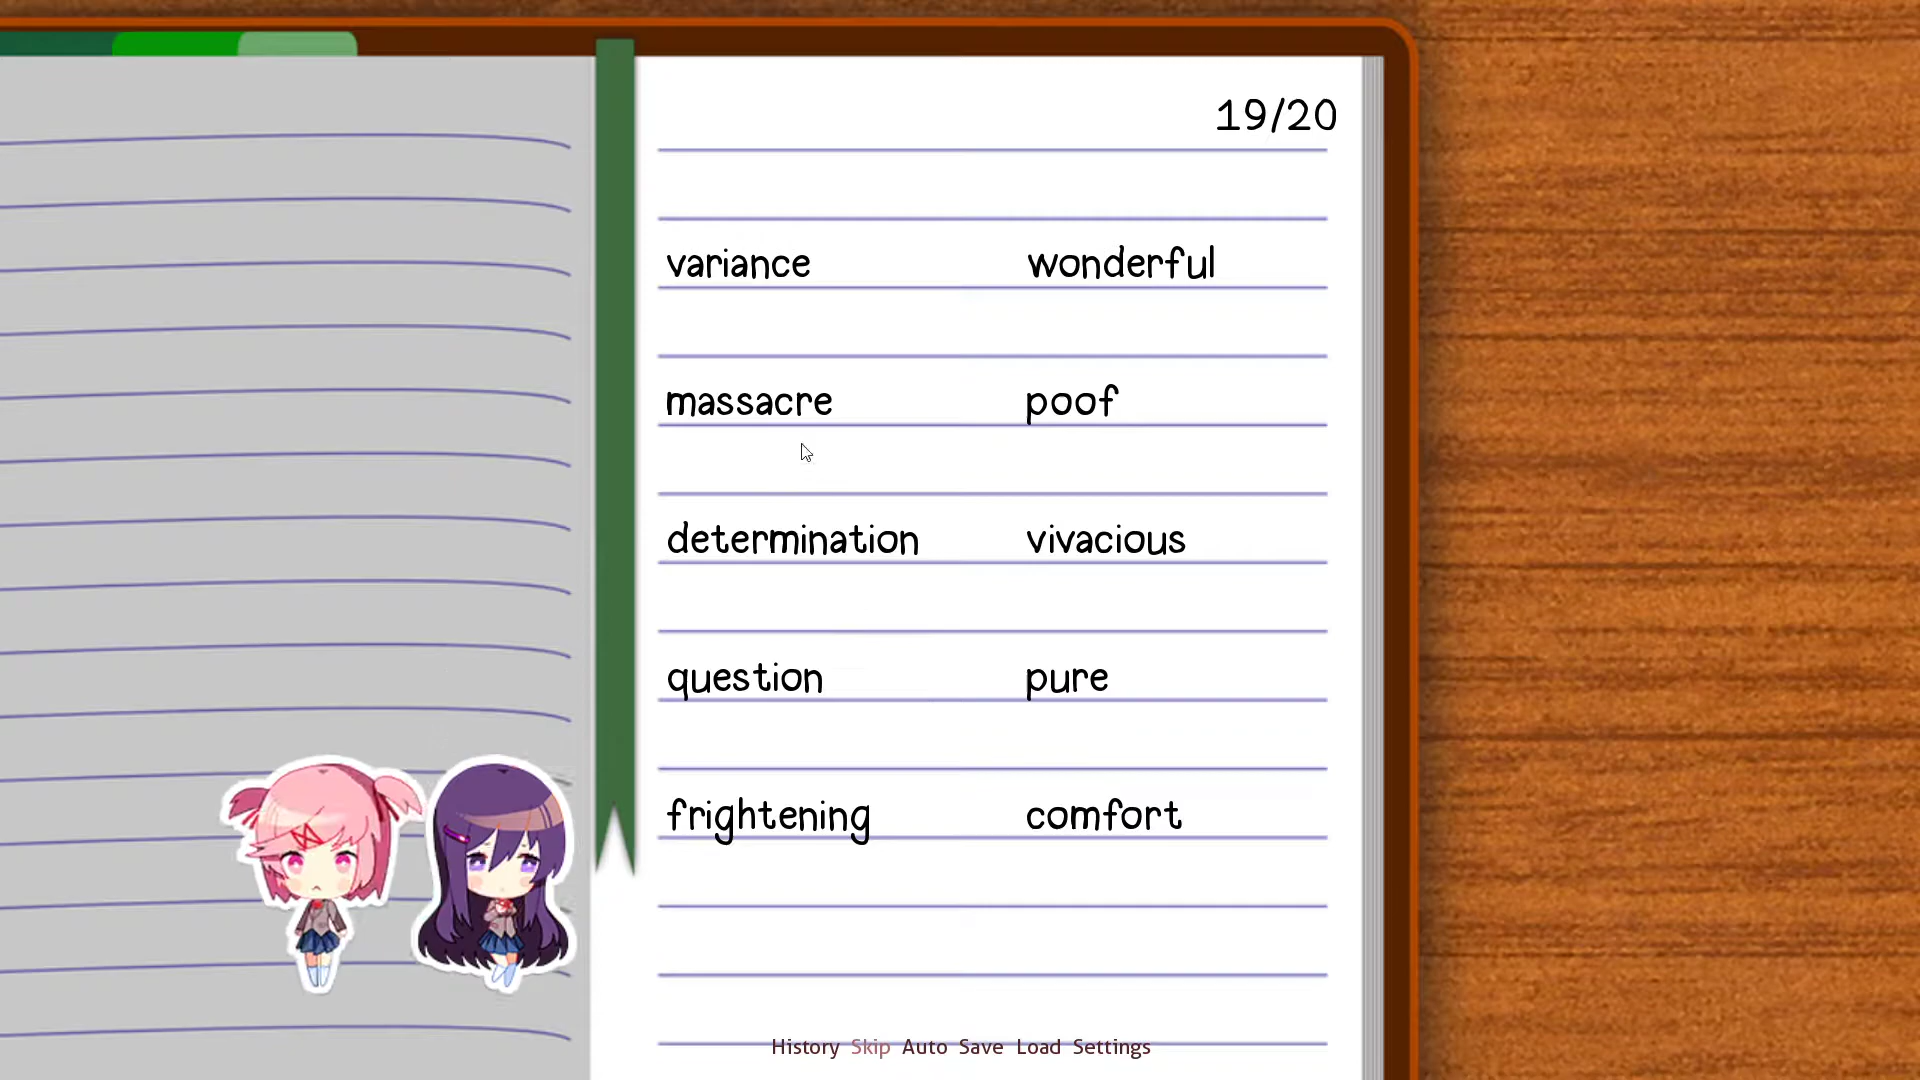 19/20
variance wonderful
massacre poof
determination vivacious
question pure
frightening comfort
History Skip Auto Save Load Settings